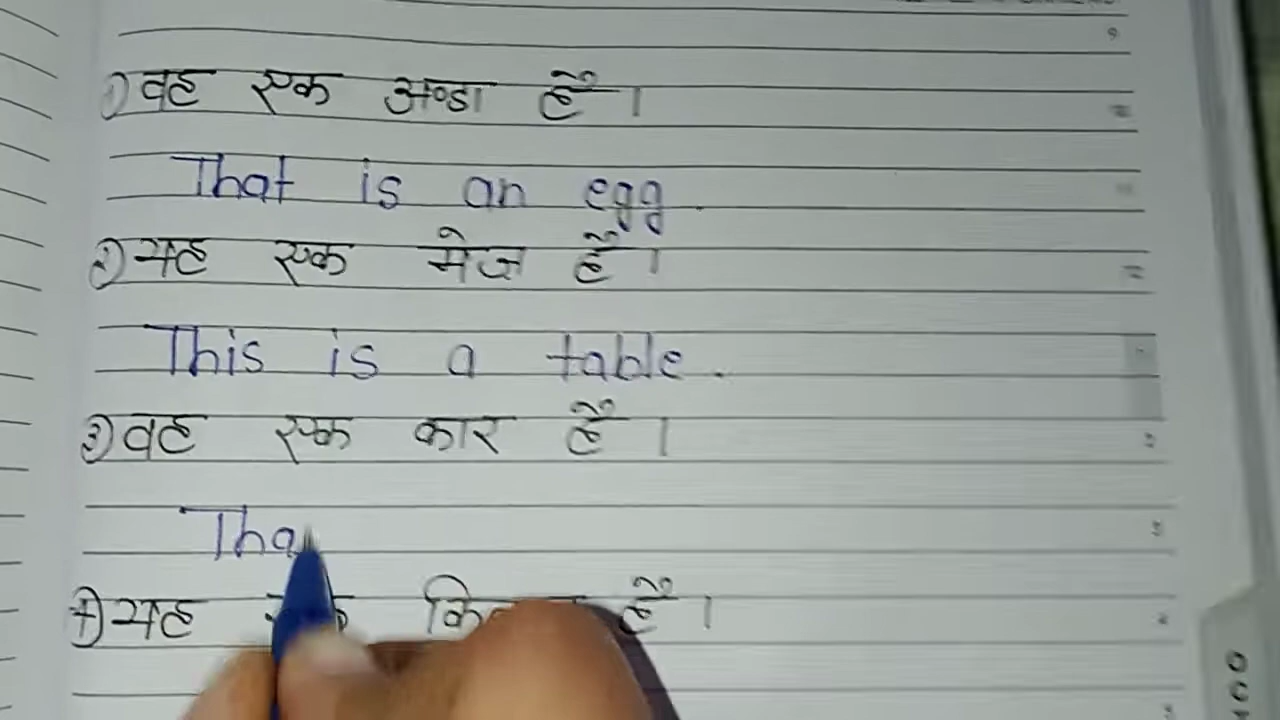 1) वह एक अण्डा हैं।
That is an egg.
2) यह एक मेज हैं।
This is a table.
3) वह एक कार हैं।
Tha
4) यह हैं।